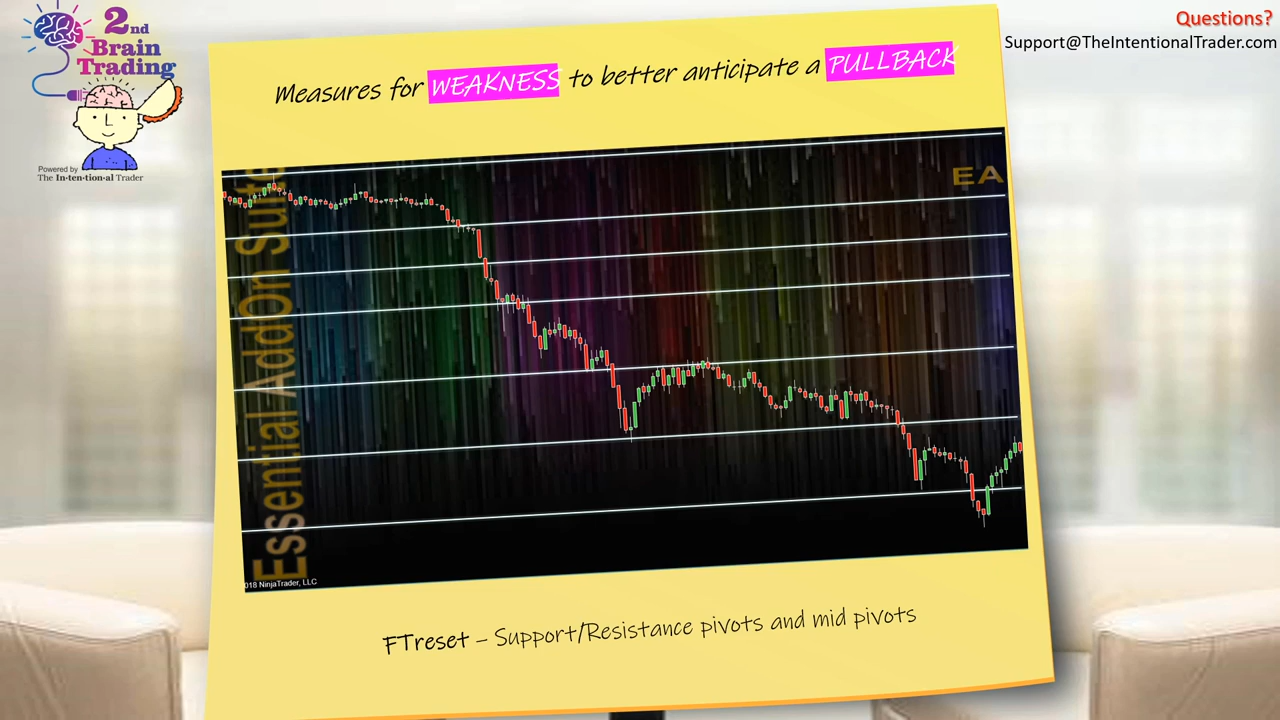 2nd
Brain
Trading
Powered by
The In·ten·tion·al Trader
Questions?
Support@TheIntentionalTrader.com
Measures for WEAKNESS to better anticipate a PULLBACK
EA
Essential AddOn Suite
018 NinjaTrader, LLC
FTreset – Support/Resistance pivots and mid pivots